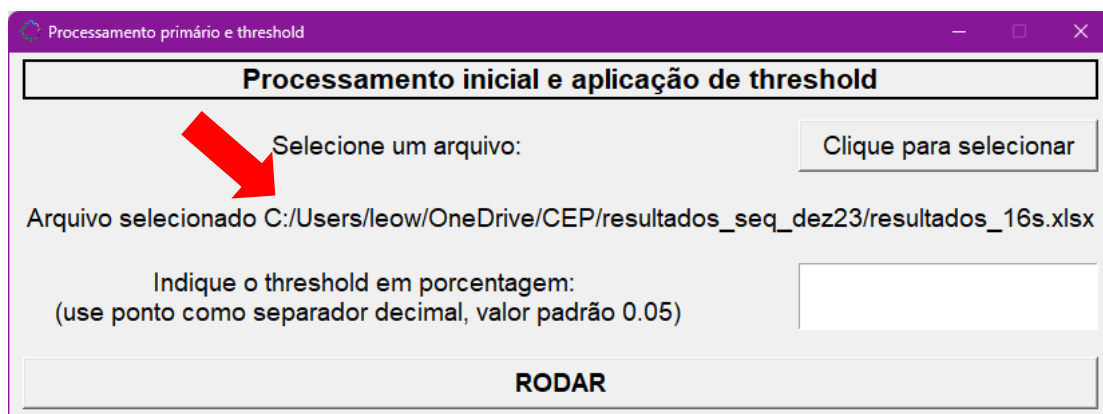 Processamento primário e threshold
Processamento inicial e aplicação de threshold
Selecione um arquivo:
Clique para selecionar
Arquivo selecionado C:/Users/leow/OneDrive/CEP/resultados_seq_dez23/resultados_16s.xlsx
Indique o threshold em porcentagem:
(use ponto como separador decimal, valor padrão 0.05)
RODAR